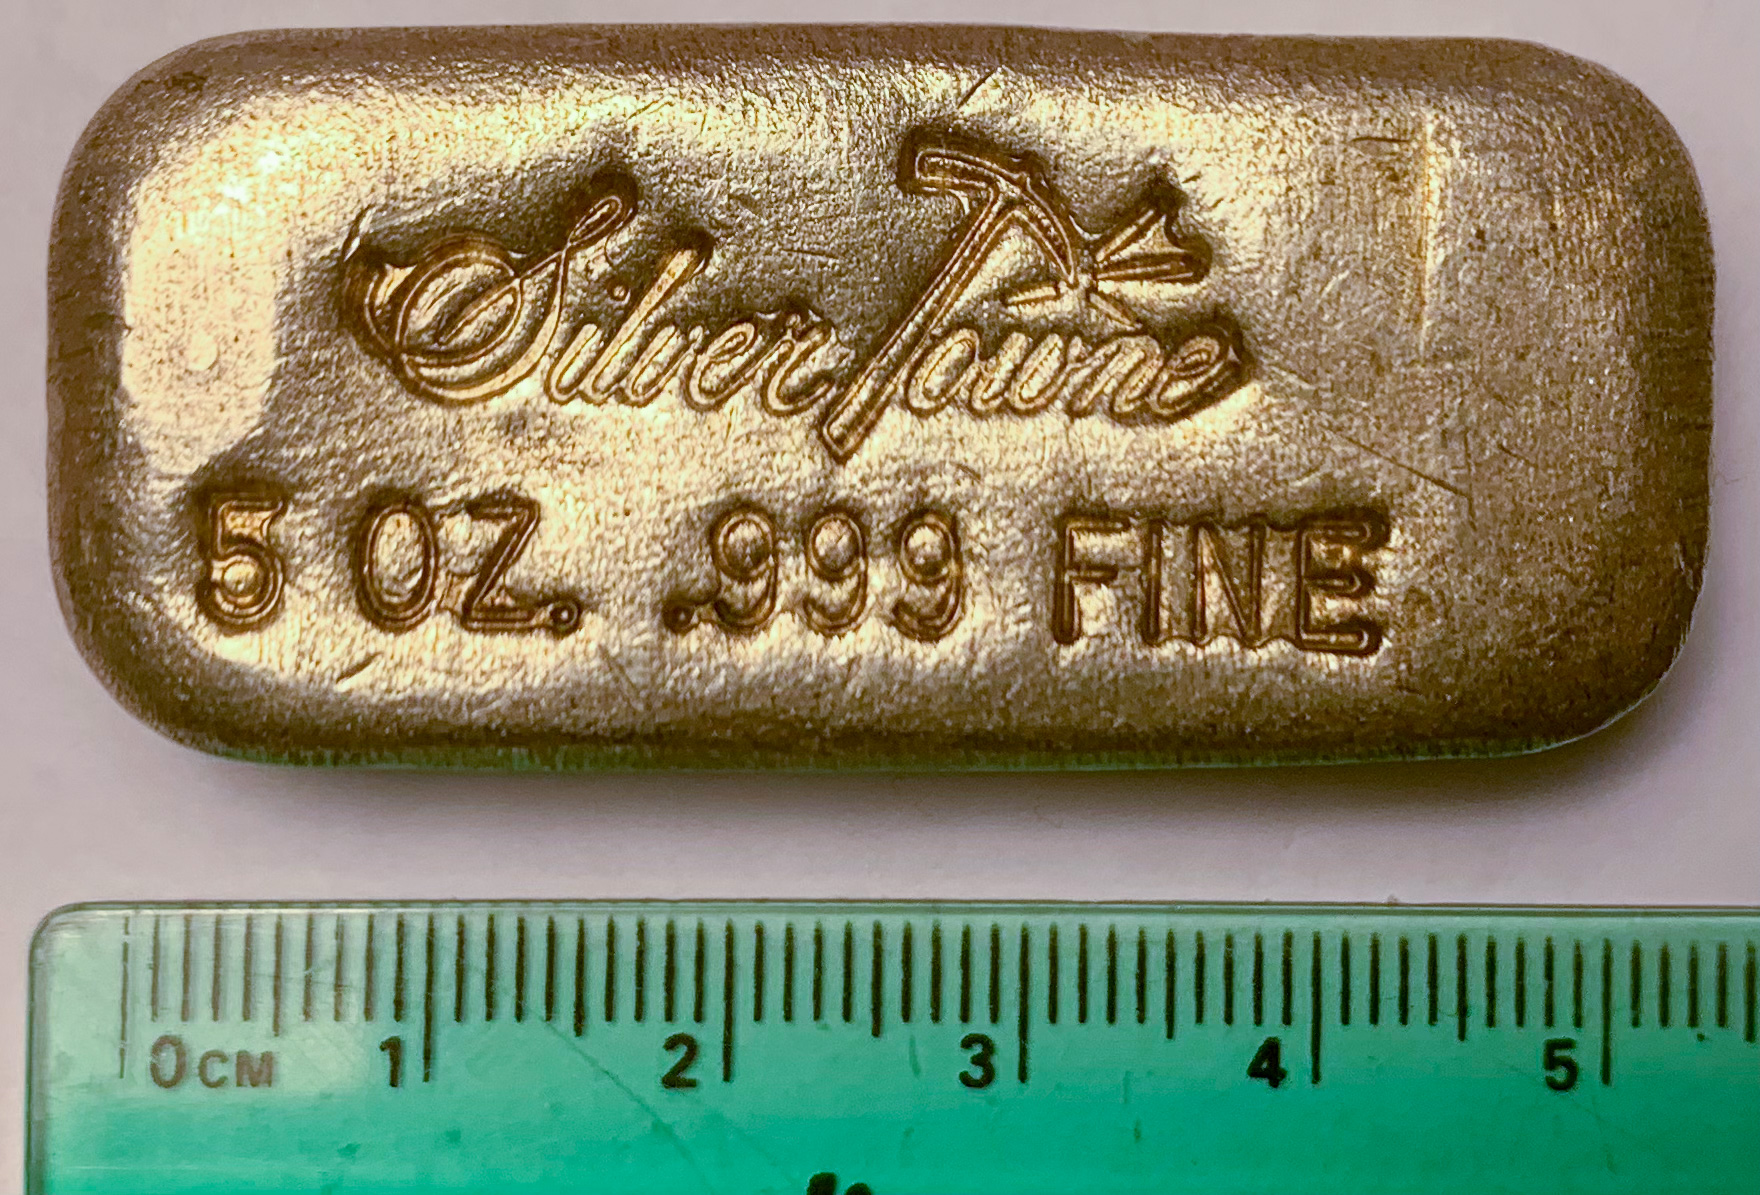 SilverTowne
5 OZ. .999 FINE
0CM 1 2 3 4 5